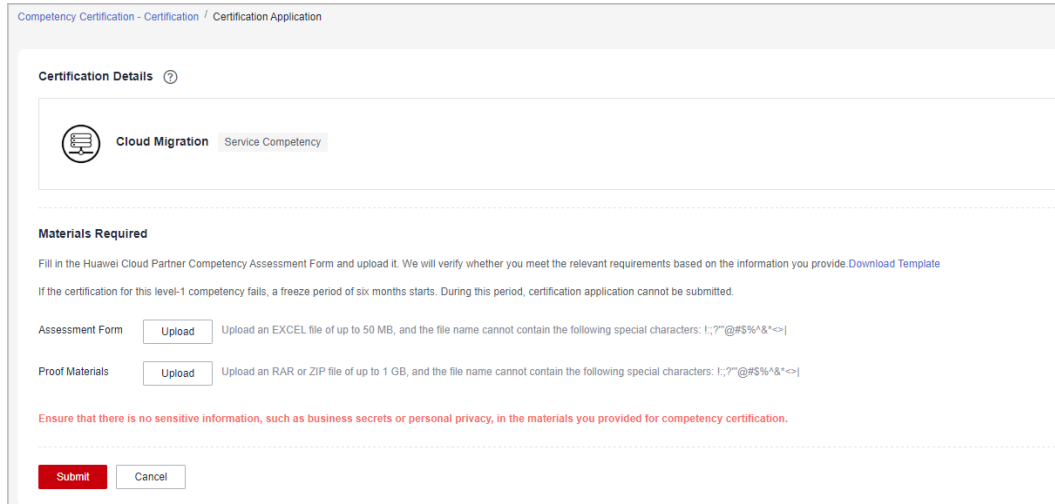 Competency Certification - Certification / Certification Application
Certification Details ?
Cloud Migration Service Competency
Materials Required
Fill in the Huawei Cloud Partner Competency Assessment Form and upload it. We will verify whether you meet the relevant requirements based on the information you provide.Download Template
If the certification for this level-1 competency fails, a freeze period of six months starts. During this period, certification application cannot be submitted.
Assessment Form Upload Upload an EXCEL file of up to 50 MB, and the file name cannot contain the following special characters: !:;?'"@#$%^&*<>|
Proof Materials Upload Upload an RAR or ZIP file of up to 1 GB, and the file name cannot contain the following special characters: !:;?'"@#$%^&*<>|
Ensure that there is no sensitive information, such as business secrets or personal privacy, in the materials you provided for competency certification.
Submit Cancel